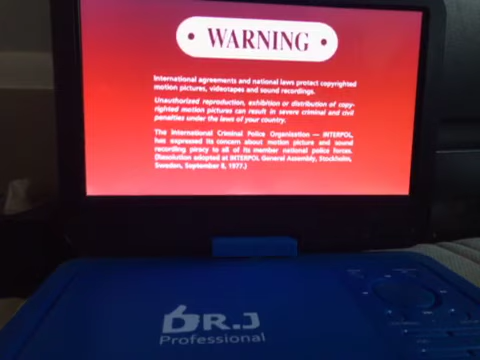 • WARNING •
International agreements and national laws protect copyrighted
motion pictures, videotapes and sound recordings.
Unauthorized reproduction, exhibition or distribution of copy-
righted motion pictures can result in severe criminal and civil
penalties under the laws of your country.
The International Criminal Police Organization — INTERPOL,
has expressed its concern about motion picture and sound
recording piracy to all of its member national police forces.
(Resolution adopted at INTERPOL General Assembly, Stockholm,
Sweden, September 8, 1977.)
DR.J
Professional